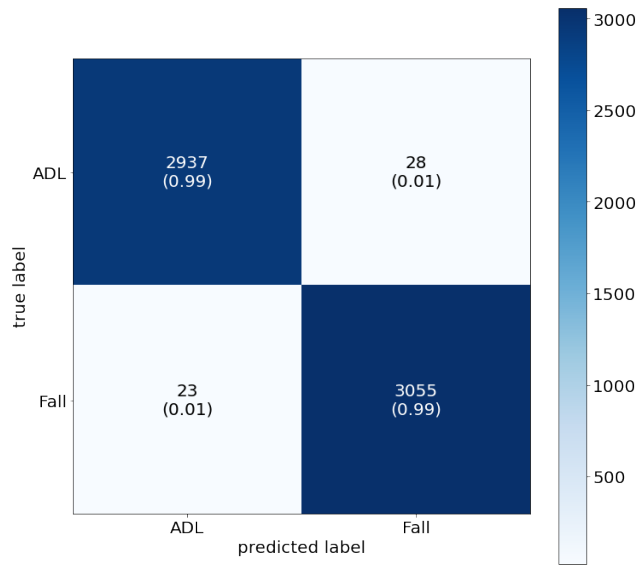 3000
2500
2000
1500
1000
500
true label
ADL
2937
(0.99)
28
(0.01)
Fall
23
(0.01)
3055
(0.99)
ADL
Fall
predicted label